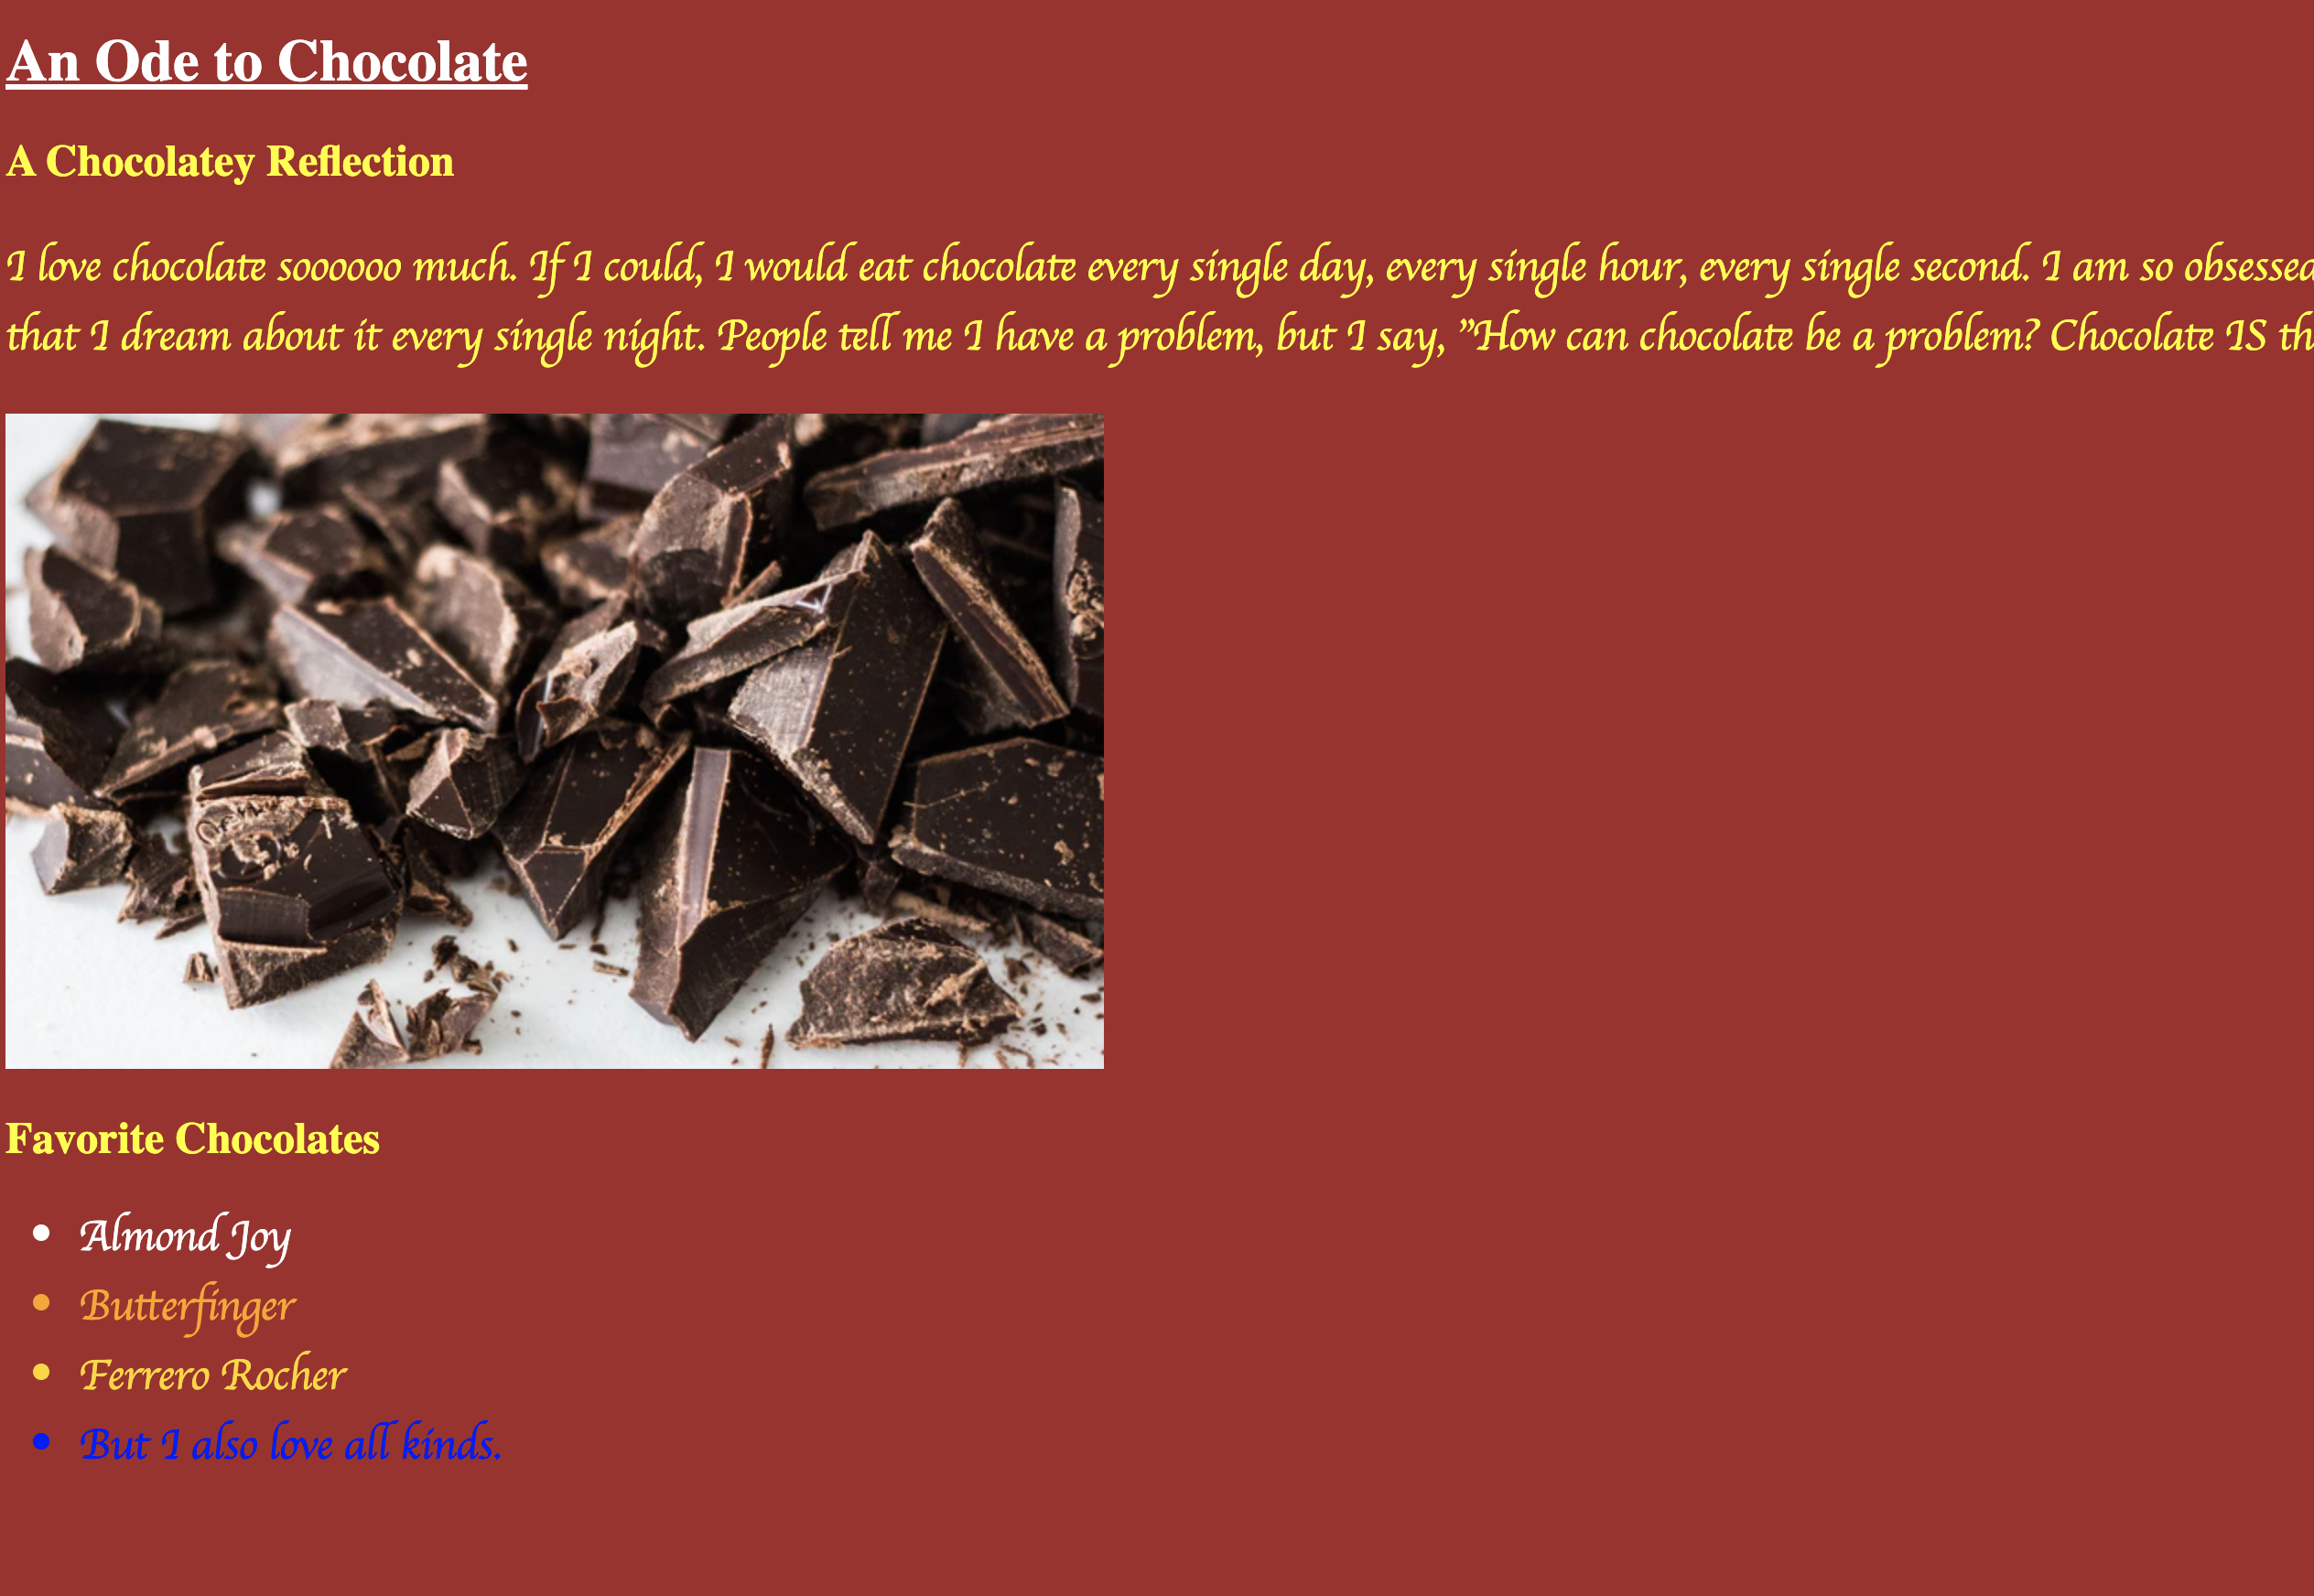 An Ode to Chocolate
A Chocolatey Reflection
I love chocolate soooooo much. If I could, I would eat chocolate every single day, every single hour, every single second. I am so obsessed
that I dream about it every single night. People tell me I have a problem, but I say, "How can chocolate be a problem? Chocolate IS th
Favorite Chocolates
Almond Joy
Butterfinger
Ferrero Rocher
But I also love all kinds.